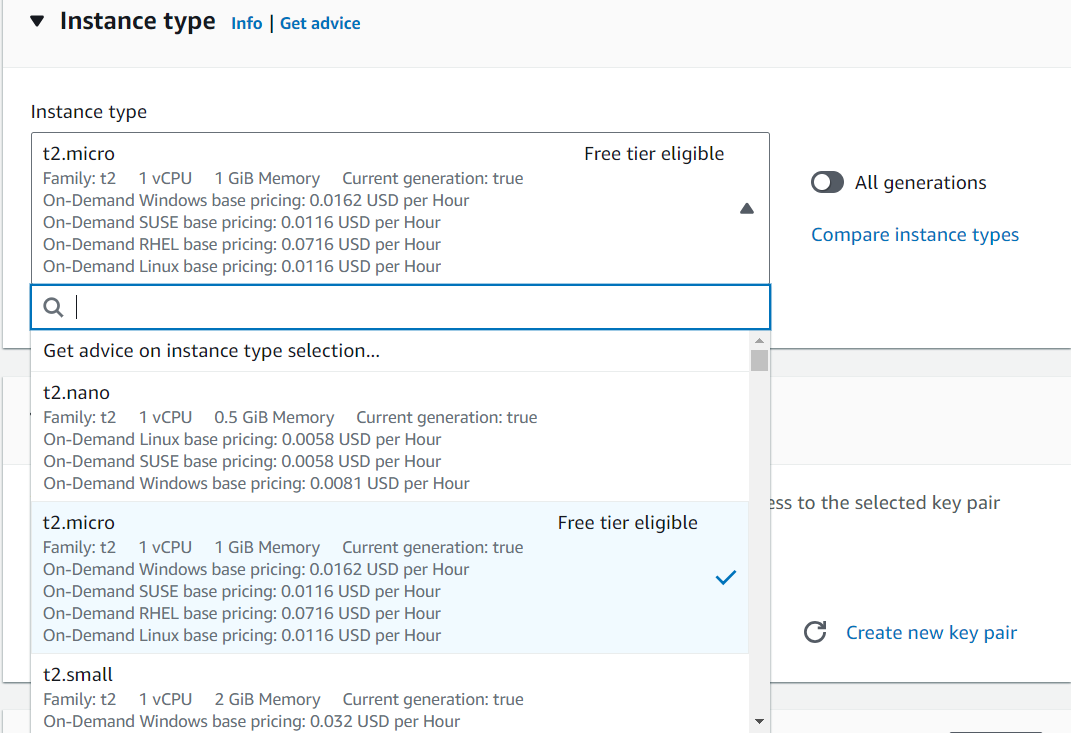 Instance type Info | Get advice
Instance type
t2.micro Free tier eligible
Family: t2 1 vCPU 1 GiB Memory Current generation: true
On-Demand Windows base pricing: 0.0162 USD per Hour
On-Demand SUSE base pricing: 0.0116 USD per Hour
On-Demand RHEL base pricing: 0.0716 USD per Hour
On-Demand Linux base pricing: 0.0116 USD per Hour
All generations
Compare instance types
Get advice on instance type selection...
t2.nano
Family: t2 1 vCPU 0.5 GiB Memory Current generation: true
On-Demand Linux base pricing: 0.0058 USD per Hour
On-Demand SUSE base pricing: 0.0058 USD per Hour
On-Demand Windows base pricing: 0.0081 USD per Hour
t2.micro Free tier eligible
Family: t2 1 vCPU 1 GiB Memory Current generation: true
On-Demand Windows base pricing: 0.0162 USD per Hour
On-Demand SUSE base pricing: 0.0116 USD per Hour
On-Demand RHEL base pricing: 0.0716 USD per Hour
On-Demand Linux base pricing: 0.0116 USD per Hour
t2.small
Family: t2 1 vCPU 2 GiB Memory Current generation: true
On-Demand Windows base pricing: 0.032 USD per Hour
to the selected key pair
Create new key pair